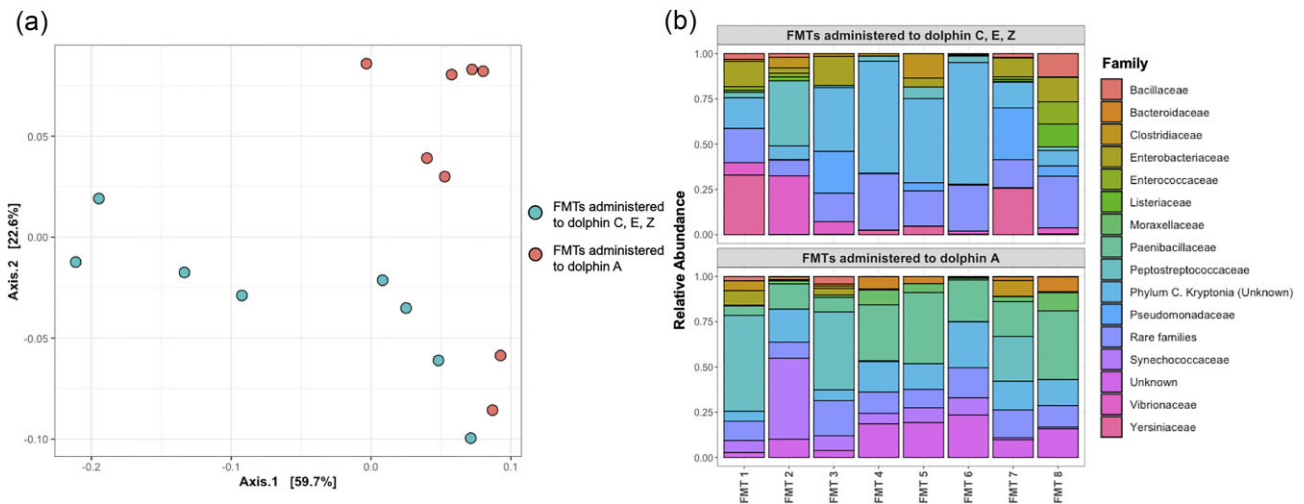 (a)
0.05
0.00
-0.05
-0.10
Axis.2 [22.6%]
-0.2
-0.1
0.0
0.1
Axis.1 [59.7%]
FMTs administered
to dolphin C, E, Z
FMTs administered
to dolphin A
(b)
FMTs administered to dolphin C, E, Z
1.00
0.75
0.50
0.25
0.00
FMTs administered to dolphin A
1.00
0.75
0.50
0.25
0.00
Relative Abundance
FMT 1
FMT 2
FMT 3
FMT 4
FMT 5
FMT 6
FMT 7
FMT 8
Family
Bacillaceae
Bacteroidaceae
Clostridiaceae
Enterobacteriaceae
Enterococcaceae
Listeriaceae
Moraxellaceae
Paenibacillaceae
Peptostreptococcaceae
Phylum C. Kryptonia (Unknown)
Pseudomonadaceae
Rare families
Synechococcaceae
Unknown
Vibrionaceae
Yersiniaceae